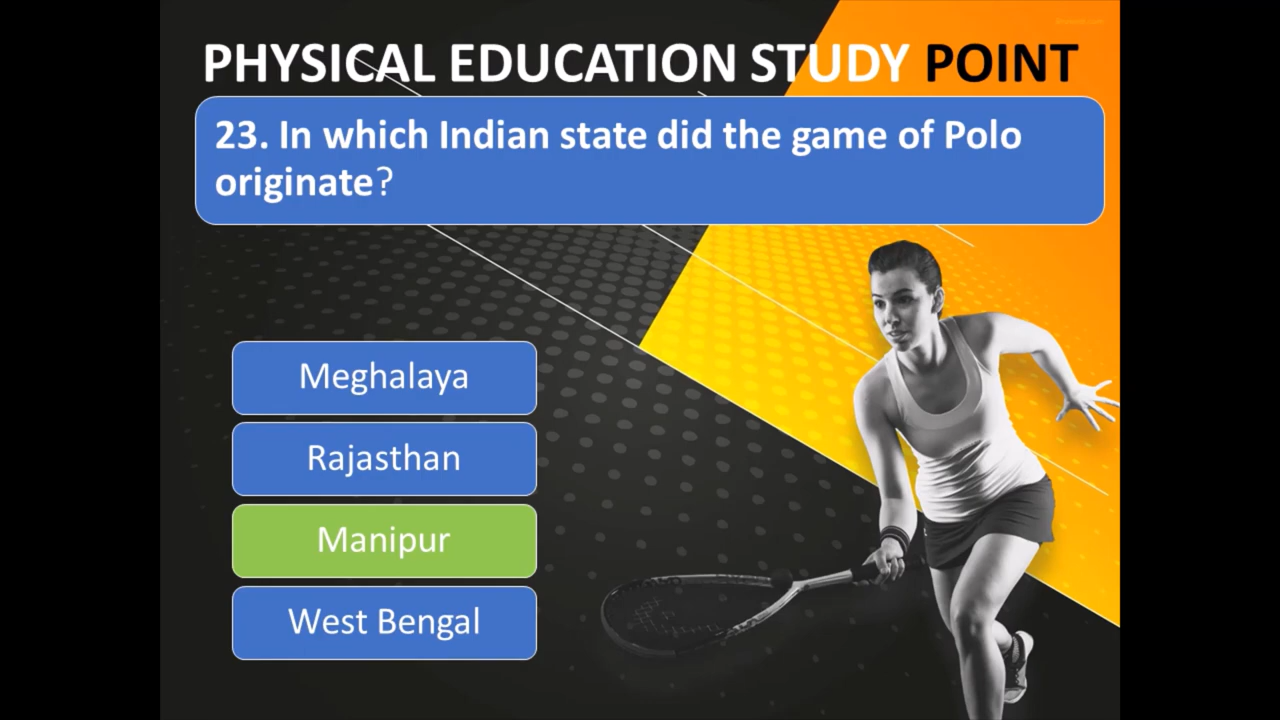 PHYSICAL EDUCATION STUDY POINT
23. In which Indian state did the game of Polo
originate?
Meghalaya
Rajasthan
Manipur
West Bengal